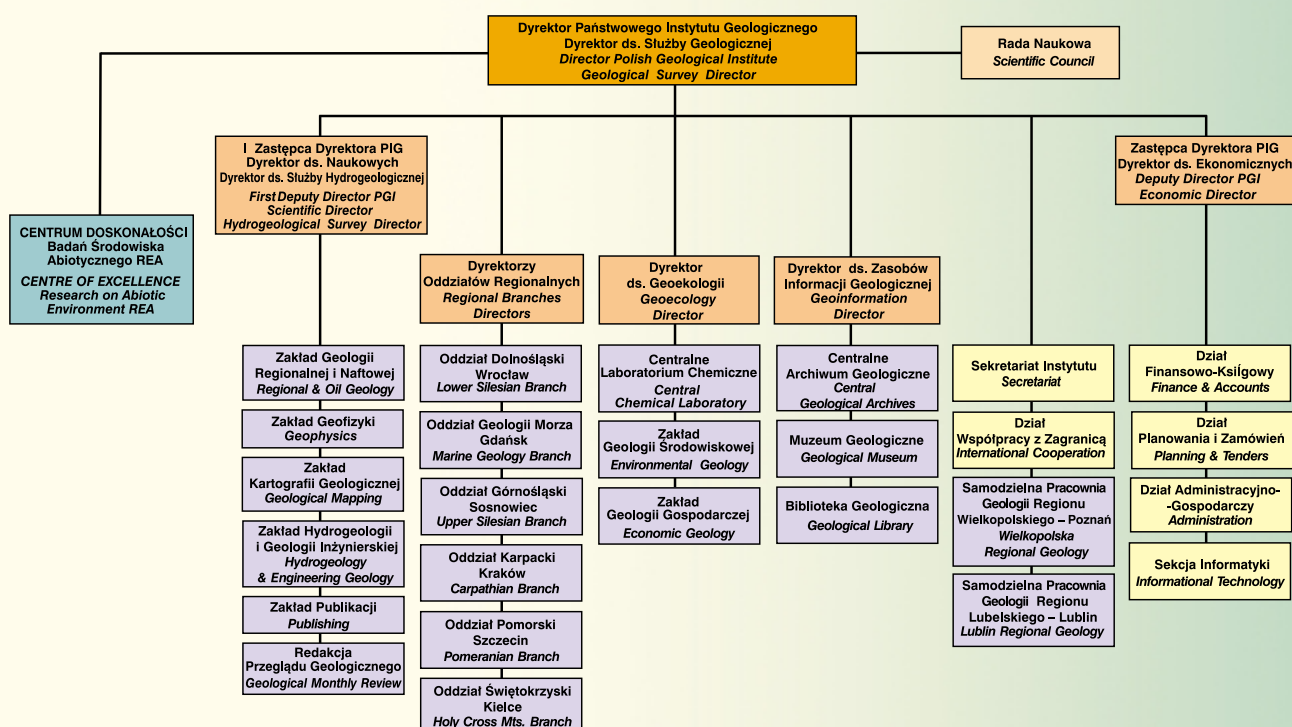 Dyrektor Państwowego Instytutu Geologicznego
Dyrektor ds. Służby Geologicznej
Director Polish Geological Institute
Geological Survey Director
Rada Naukowa
Scientific Council
CENTRUM DOSKONAŁOŚCI
Badań Środowiska
Abiotycznego REA
CENTRE OF EXCELLENCE
Research on Abiotic
Environment REA
I Zastępca Dyrektora PIG
Dyrektor ds. Naukowych
Dyrektor ds. Służby Hydrogeologicznej
First Deputy Director PGI
Scientific Director
Hydrogeological Survey Director
Zakład Geologii
Regionalnej i Naftowej
Regional & Oil Geology
Zakład Geofizyki
Geophysics
Zakład
Kartografii Geologicznej
Geological Mapping
Zakład Hydrogeologii
i Geologii Inżynierskiej
Hydrogeology
& Engineering Geology
Zakład Publikacji
Publishing
Redakcja
Przeglądu Geologicznego
Geological Monthly Review
Dyrektorzy
Oddziałów Regionalnych
Regional Branches
Directors
Oddział Dolnośląski
Wrocław
Lower Silesian Branch
Oddział Geologii Morza
Gdańsk
Marine Geology Branch
Oddział Górnośląski
Sosnowiec
Upper Silesian Branch
Oddział Karpacki
Kraków
Carpathian Branch
Oddział Pomorski
Szczecin
Pomeranian Branch
Oddział Świętokrzyski
Kielce
Holy Cross Mts. Branch
Dyrektor
ds. Geoekologii
Geoecology
Director
Centralne
Laboratorium Chemiczne
Central
Chemical Laboratory
Zakład
Geologii Środowiskowej
Environmental Geology
Zakład
Geologii Gospodarczej
Economic Geology
Dyrektor ds. Zasobów
Informacji Geologicznej
Geoinformation
Director
Centralne
Archiwum Geologiczne
Central
Geological Archives
Muzeum Geologiczne
Geological Museum
Biblioteka Geologiczna
Geological Library
Sekretariat Instytutu
Secretariat
Dział
Współpracy z Zagranicą
International Cooperation
Samodzielna Pracownia
Geologii Regionu
Wielkopolskiego – Poznań
Wielkopolska
Regional Geology
Samodzielna Pracownia
Geologii Regionu
Lubelskiego – Lublin
Lublin Regional Geology
Zastępca Dyrektora PIG
Dyrektor ds. Ekonomicznych
Deputy Director PGI
Economic Director
Dział
Finansowo-KsiÍgowy
Finance & Accounts
Dział
Planowania i Zamówień
Planning & Tenders
Dział Administracyjno-
-Gospodarczy
Administration
Sekcja Informatyki
Informational Technology